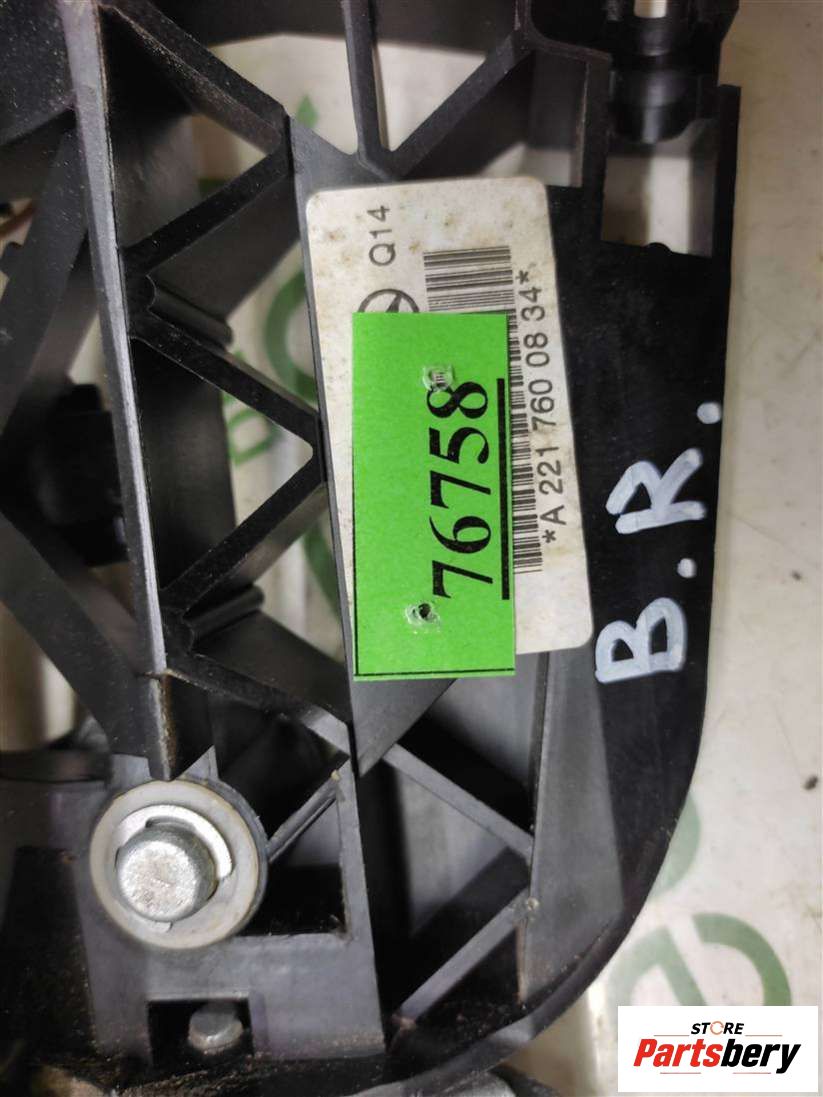 Q14
*A 221 760 08 34*
76758
B.R.
STORE
Partsbery